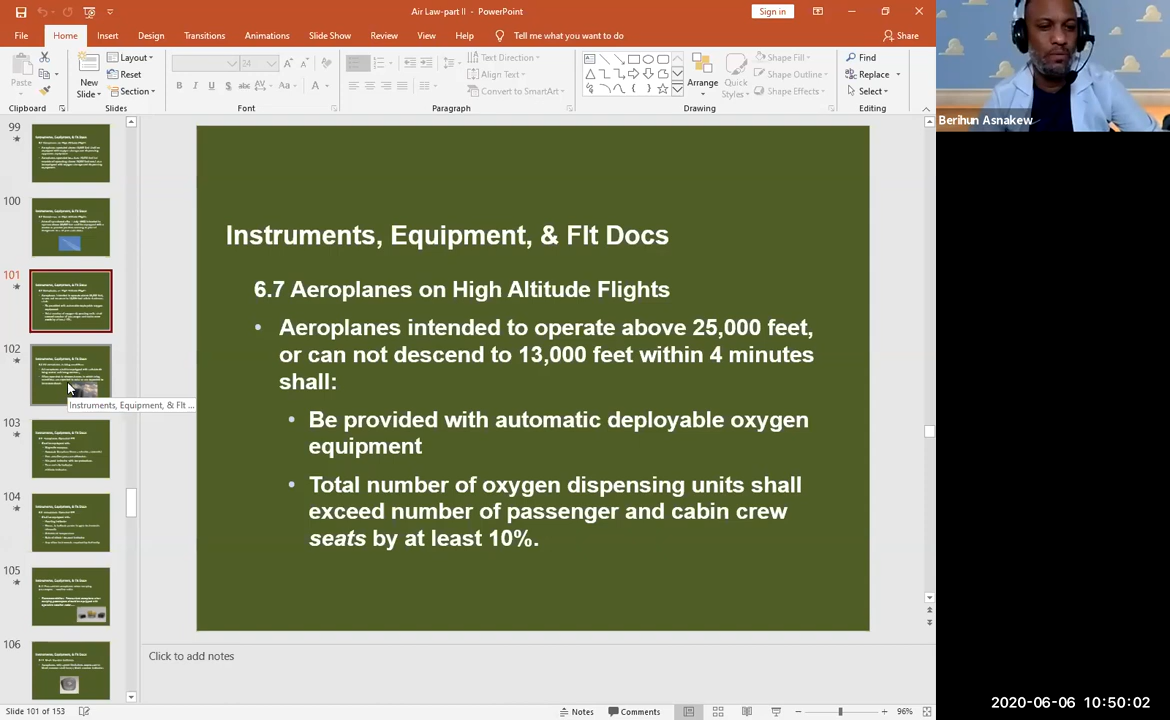 Air Law-part II - PowerPoint
Sign in
File Home Insert Design Transitions Animations Slide Show Review View Help Tell me what you want to do Share
Paste
New Slide
Layout
Reset
Section
24
B I U S abc AV Aa A
Text Direction
Align Text
Convert to SmartArt
Arrange
Quick Styles
Shape Fill
Shape Outline
Shape Effects
Find
Replace
Select
Clipboard Slides Font Paragraph Drawing Editing
Berihun Asnakew
99
100
101
102
Instruments, Equipment, & Flt ...
103
104
105
106
Instruments, Equipment, & Flt Docs
6.7 Aeroplanes on High Altitude Flights
• Aeroplanes intended to operate above 25,000 feet,
or can not descend to 13,000 feet within 4 minutes
shall:
• Be provided with automatic deployable oxygen
equipment
• Total number of oxygen dispensing units shall
exceed number of passenger and cabin crew
seats by at least 10%.
Click to add notes
Slide 101 of 153
Notes Comments
96%
2020-06-06 10:50:02